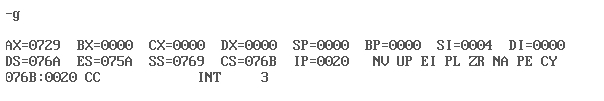 -g
AX=0729  BX=0000  CX=0000  DX=0000  SP=0000  BP=0000  SI=0004  DI=0000
DS=076A  ES=075A  SS=0769  CS=076B  IP=0020   NV UP EI PL ZR NA PE CY
076B:0020 CC            INT     3